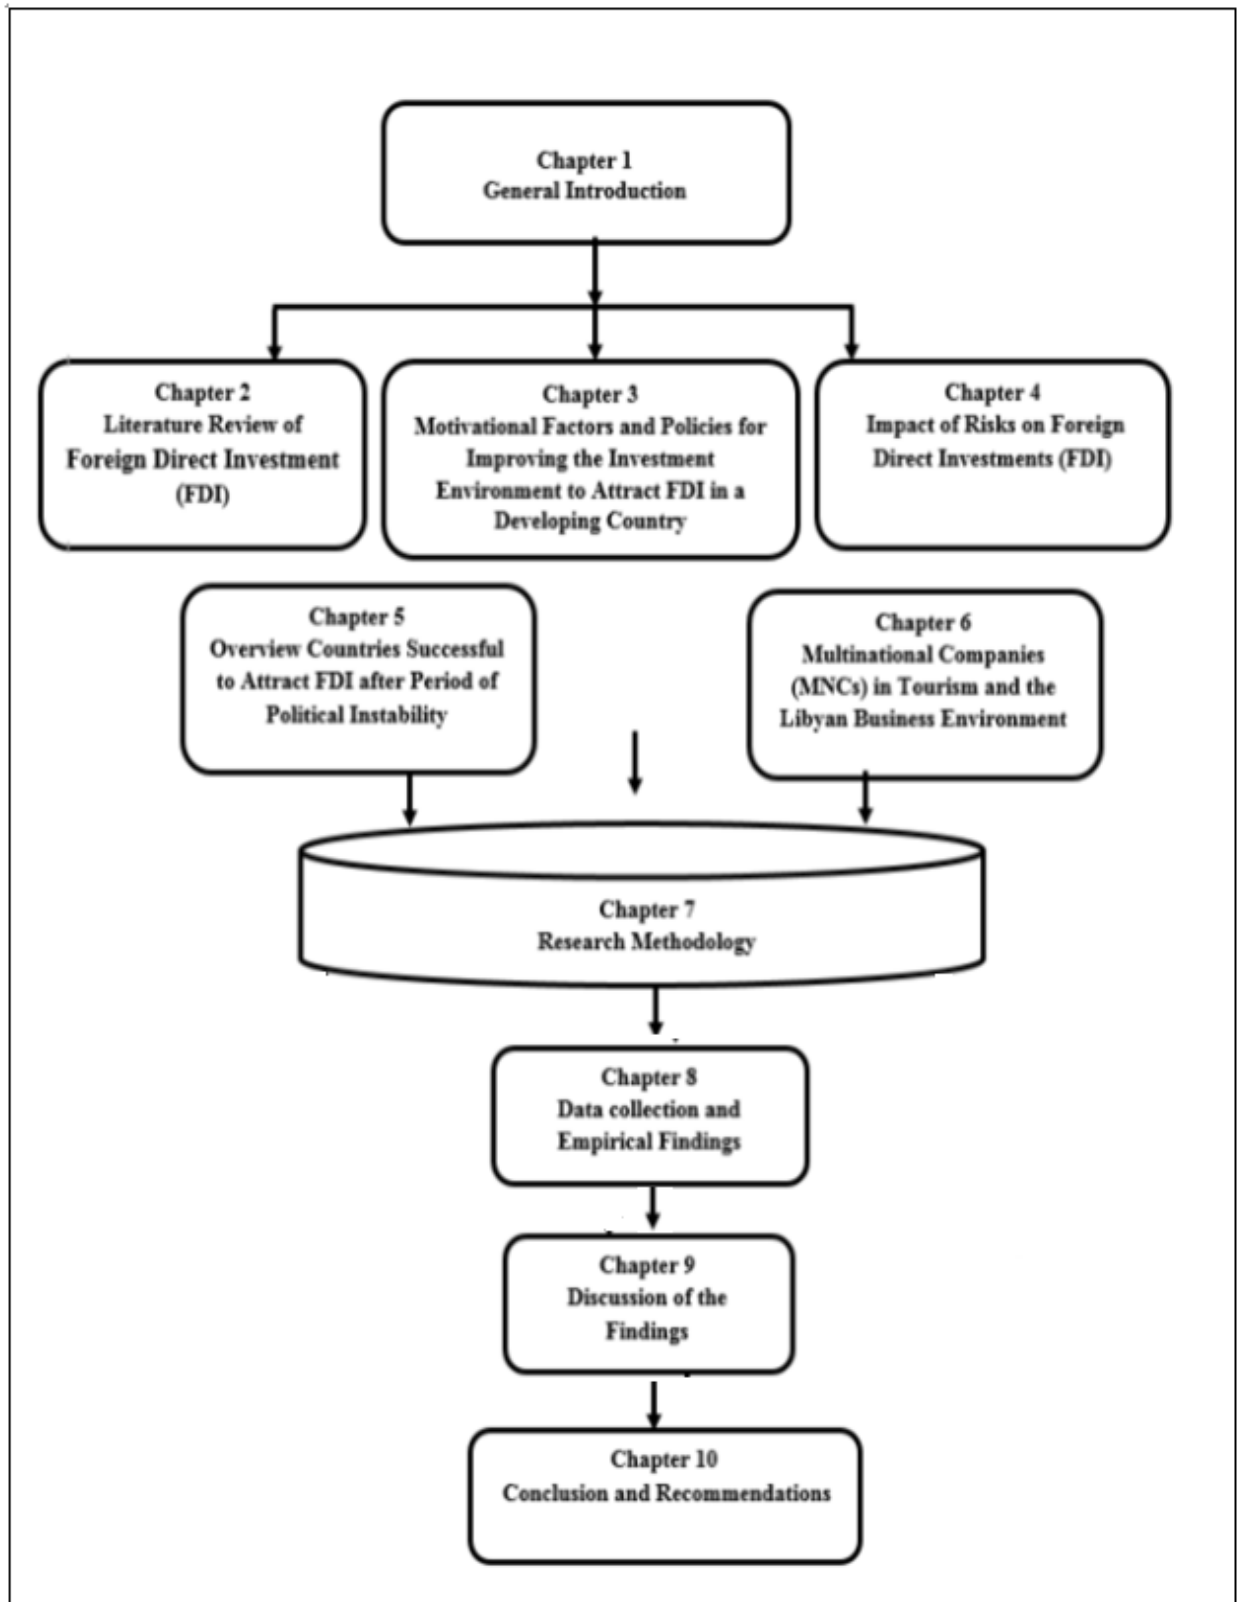 Chapter 1
General Introduction
Chapter 2
Literature Review of
Foreign Direct Investment
(FDI)
Chapter 3
Motivational Factors and Policies for
Improving the Investment
Environment to Attract FDI in a
Developing Country
Chapter 4
Impact of Risks on Foreign
Direct Investments (FDI)
Chapter 5
Overview Countries Successful
to Attract FDI after Period of
Political Instability
Chapter 6
Multinational Companies
(MNCs) in Tourism and the
Libyan Business Environment
Chapter 7
Research Methodology
Chapter 8
Data collection and
Empirical Findings
Chapter 9
Discussion of the
Findings
Chapter 10
Conclusion and Recommendations